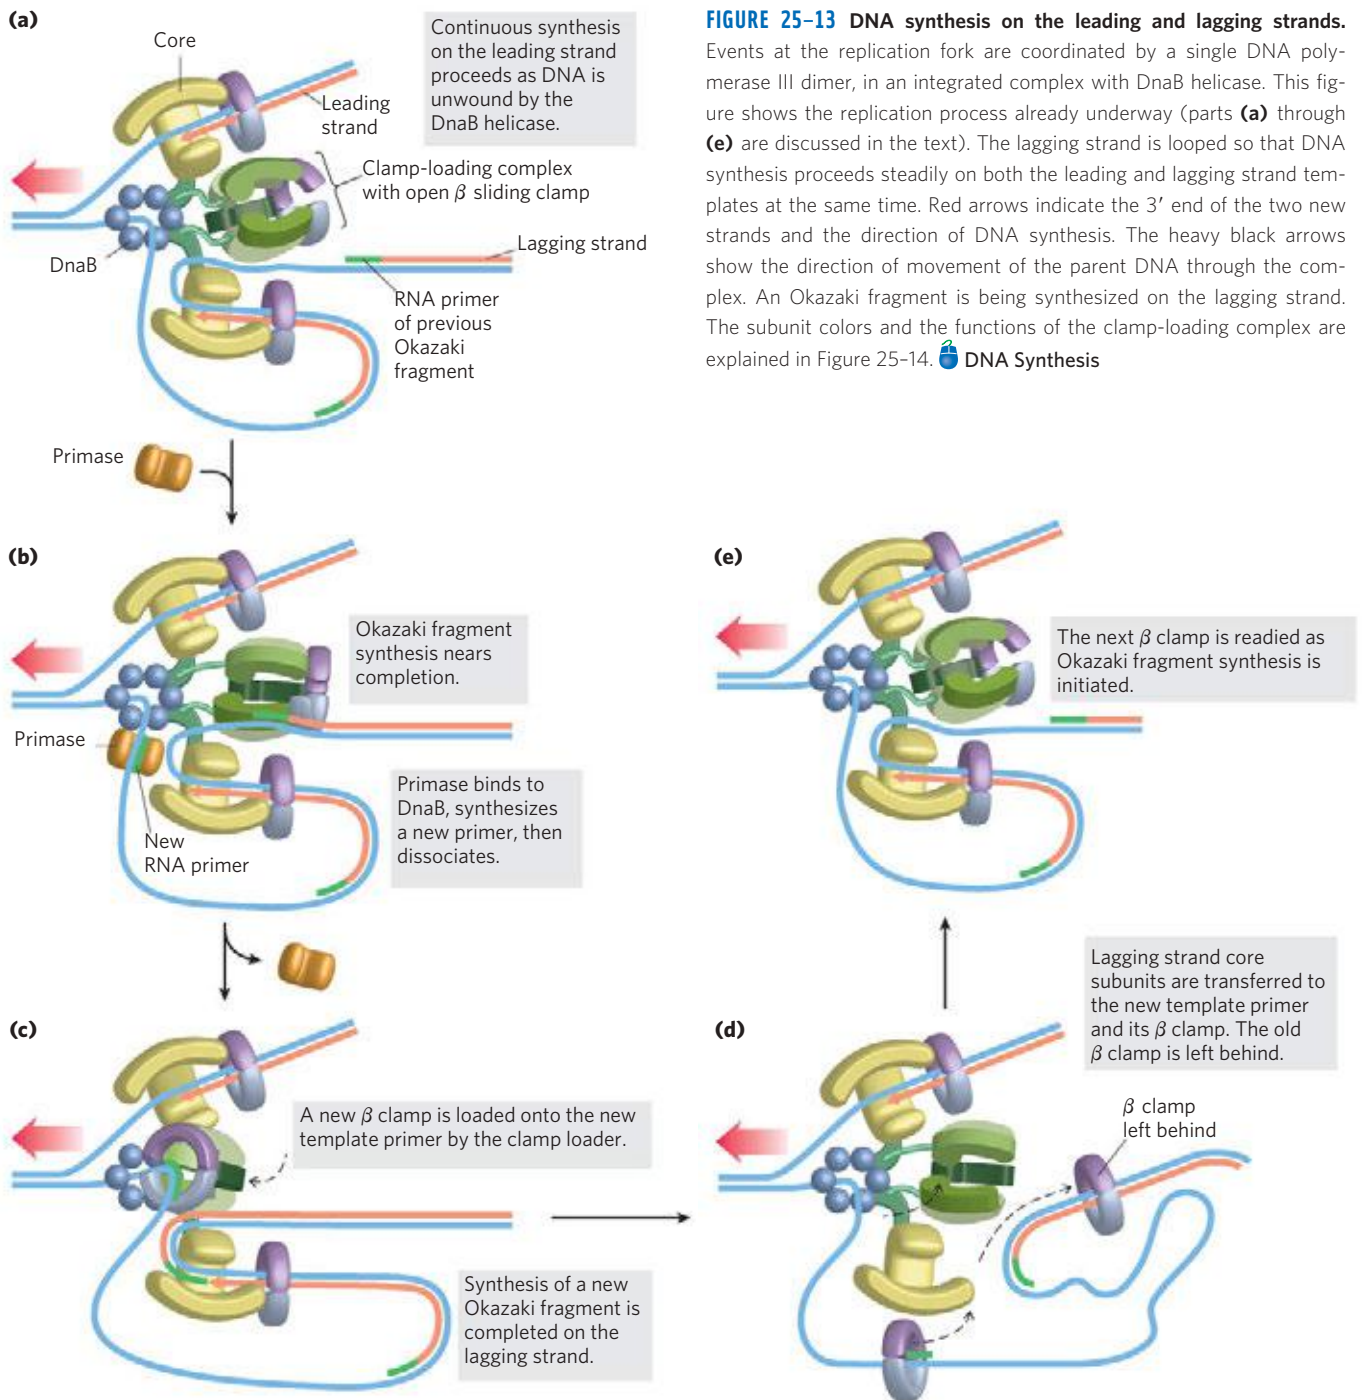 (a)
Core
Leading
strand
Continuous synthesis
on the leading strand
proceeds as DNA is
unwound by the
DnaB helicase.
Clamp-loading complex
with open β sliding clamp
DnaB
Lagging strand
RNA primer
of previous
Okazaki
fragment
FIGURE 25–13 DNA synthesis on the leading and lagging strands.
Events at the replication fork are coordinated by a single DNA poly-
merase III dimer, in an integrated complex with DnaB helicase. This fig-
ure shows the replication process already underway (parts (a) through
(e) are discussed in the text). The lagging strand is looped so that DNA
synthesis proceeds steadily on both the leading and lagging strand tem-
plates at the same time. Red arrows indicate the 3′ end of the two new
strands and the direction of DNA synthesis. The heavy black arrows
show the direction of movement of the parent DNA through the com-
plex. An Okazaki fragment is being synthesized on the lagging strand.
The subunit colors and the functions of the clamp-loading complex are
explained in Figure 25–14. DNA Synthesis
Primase
(b)
Okazaki fragment
synthesis nears
completion.
Primase
New
RNA primer
Primase binds to
DnaB, synthesizes
a new primer, then
dissociates.
(c)
A new β clamp is loaded onto the new
template primer by the clamp loader.
Synthesis of a new
Okazaki fragment is
completed on the
lagging strand.
(d)
Lagging strand core
subunits are transferred to
the new template primer
and its β clamp. The old
β clamp is left behind.
β clamp
left behind
(e)
The next β clamp is readied as
Okazaki fragment synthesis is
initiated.